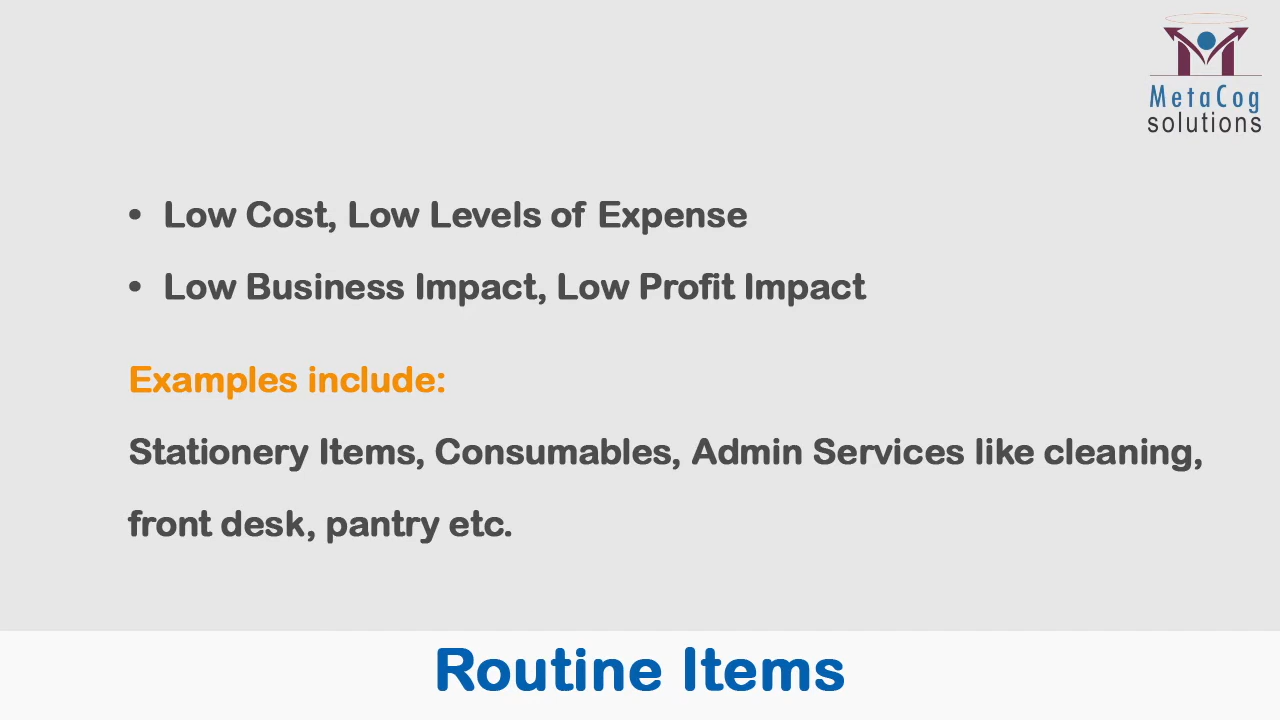 MetaCog
solutions
• Low Cost, Low Levels of Expense
• Low Business Impact, Low Profit Impact
Examples include:
Stationery Items, Consumables, Admin Services like cleaning,
front desk, pantry etc.
Routine Items